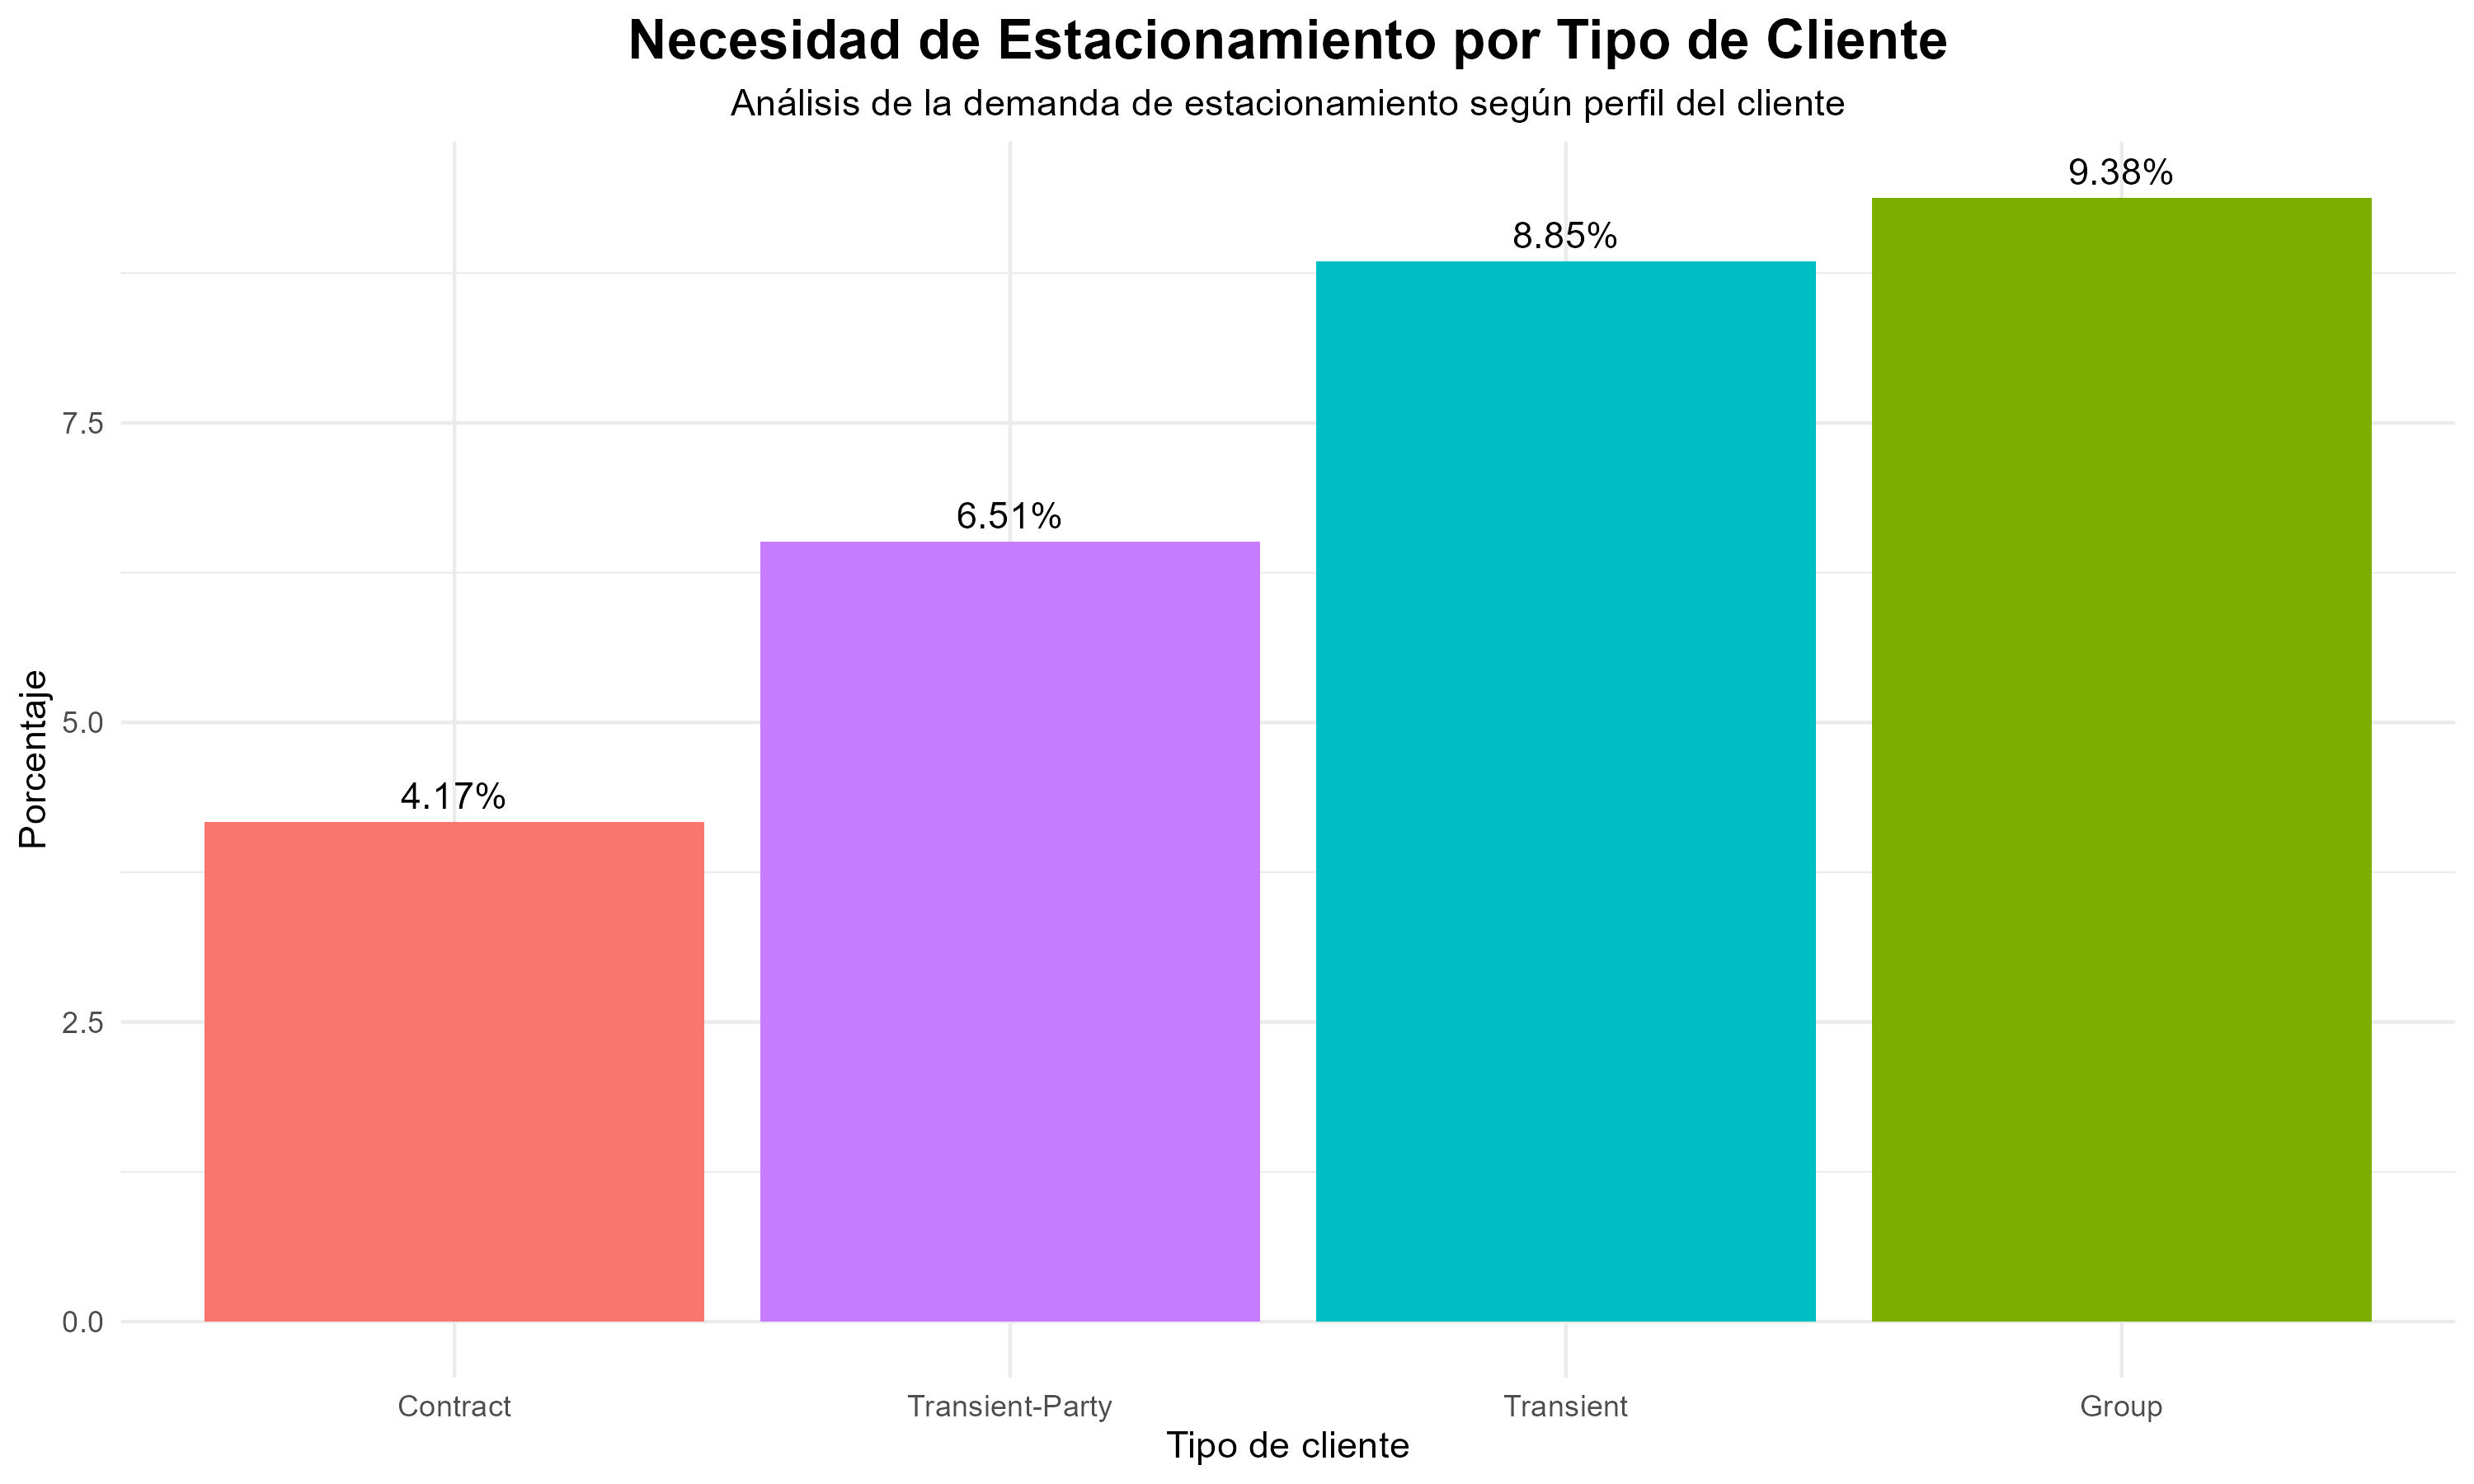 Necesidad de Estacionamiento por Tipo de Cliente
Análisis de la demanda de estacionamiento según perfil del cliente
9.38%
8.85%
6.51%
4.17%
7.5
5.0
2.5
0.0
Porcentaje
Contract
Transient-Party
Transient
Group
Tipo de cliente